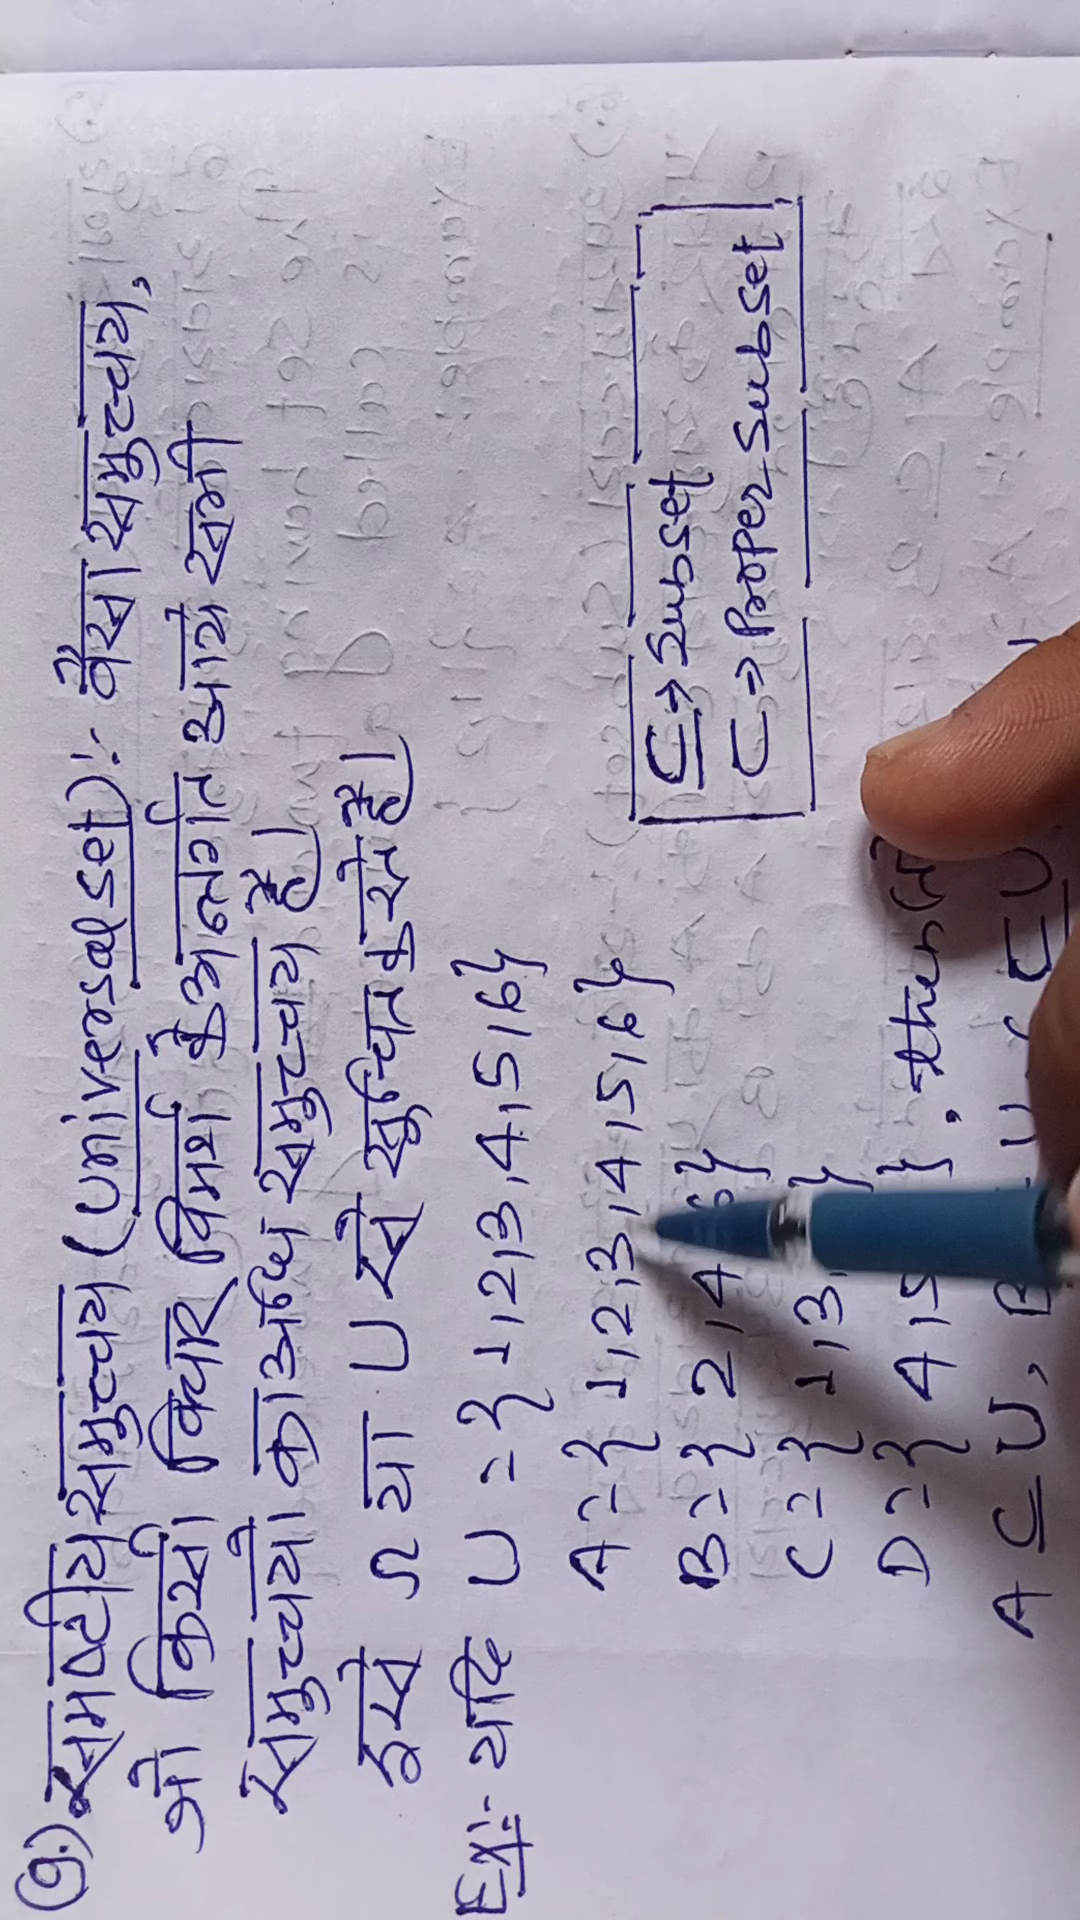 (9.) समष्टीय समुच्चय (Universal set):- वैसा समुच्चय,
जो किसी विचार विमर्श के अन्तर्गत आये सभी
समुच्चयों का अधि समुच्चय है।
इसे Ω या U से सुचित करते है।
Ex:- यदि U = { 1,2,3,4,5,6}
A = { 1,2,3,4,5,6}
B = { 2,4,6}
C = { 1,3, }
D = { 4,5 } . then
A ⊆ U, B U, ⊆ U
⊆ → Subset
⊂ → Proper subset